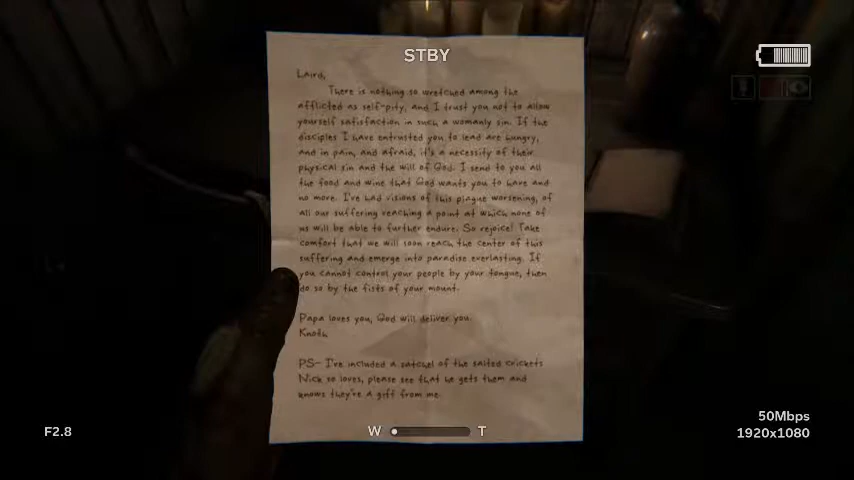 STBY
Laird,
There is nothing so wretched among the
afflicted as self-pity, and I trust you not to allow
yourself satisfaction in such a womanly sin. If the
disciples I have entrusted you to lead are hungry,
and in pain, and afraid, it's a necessity of their
physical sin and the will of God. I send to you all
the food and wine that God wants you to have and
no more. I've had visions of this plague worsening, of
all our suffering reaching a point at which none of
us will be able to further endure. So rejoice! Take
comfort that we will soon reach the center of this
suffering and emerge into paradise everlasting. If
you cannot control your people by your tongue, then
do so by the fists of your mount.
Papa loves you, God will deliver you.
Knoth
PS- I've included a satchel of the salted crickets
Nick so loves, please see that he gets them and
knows they're a gift from me.
F2.8
W T
50Mbps
1920x1080